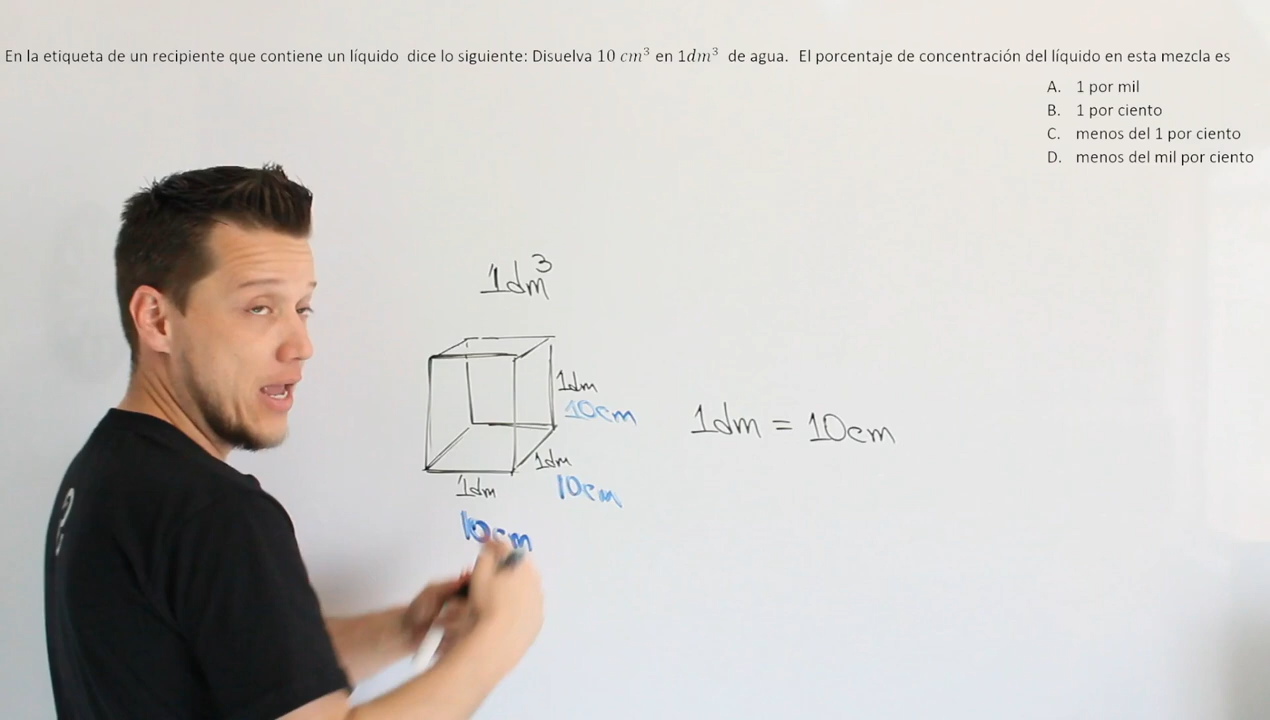 En la etiqueta de un recipiente que contiene un líquido dice lo siguiente: Disuelva 10 cm³ en 1dm³ de agua. El porcentaje de concentración del líquido en esta mezcla es
A. 1 por mil
B. 1 por ciento
C. menos del 1 por ciento
D. menos del mil por ciento
1dm³
1dm
10cm
1dm = 10cm
1dm
10cm
1dm
10cm